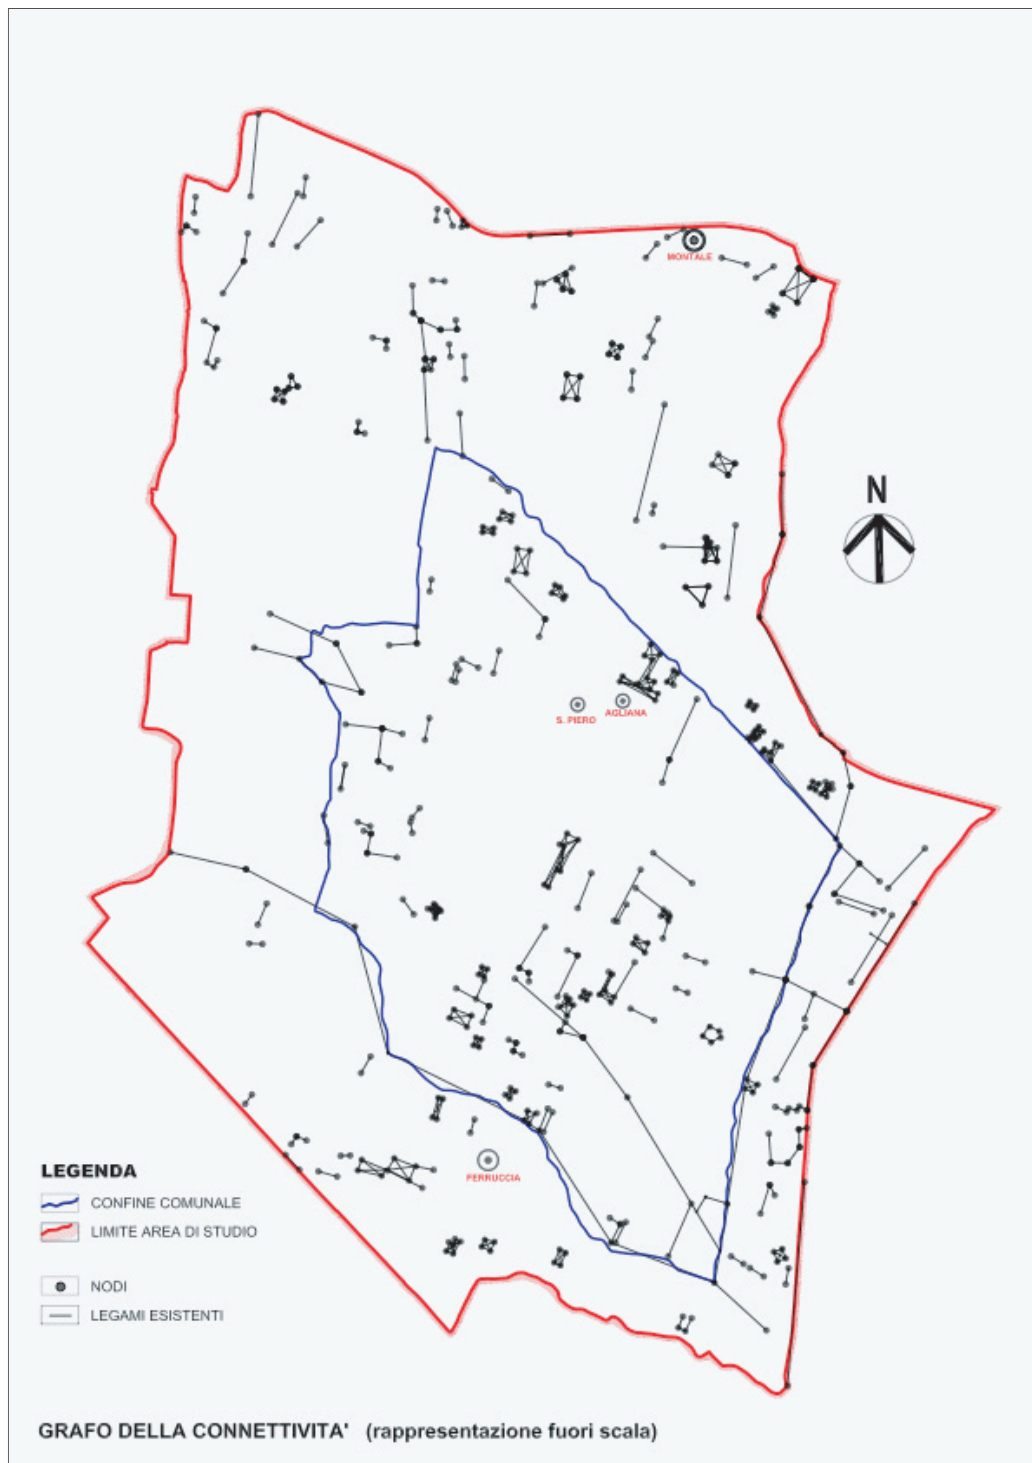 MONTALE
N
S. PIERO
AGLIANA
FERRUCCIA
LEGENDA
CONFINE COMUNALE
LIMITE AREA DI STUDIO
NODI
LEGAMI ESISTENTI
GRAFO DELLA CONNETTIVITA' (rappresentazione fuori scala)